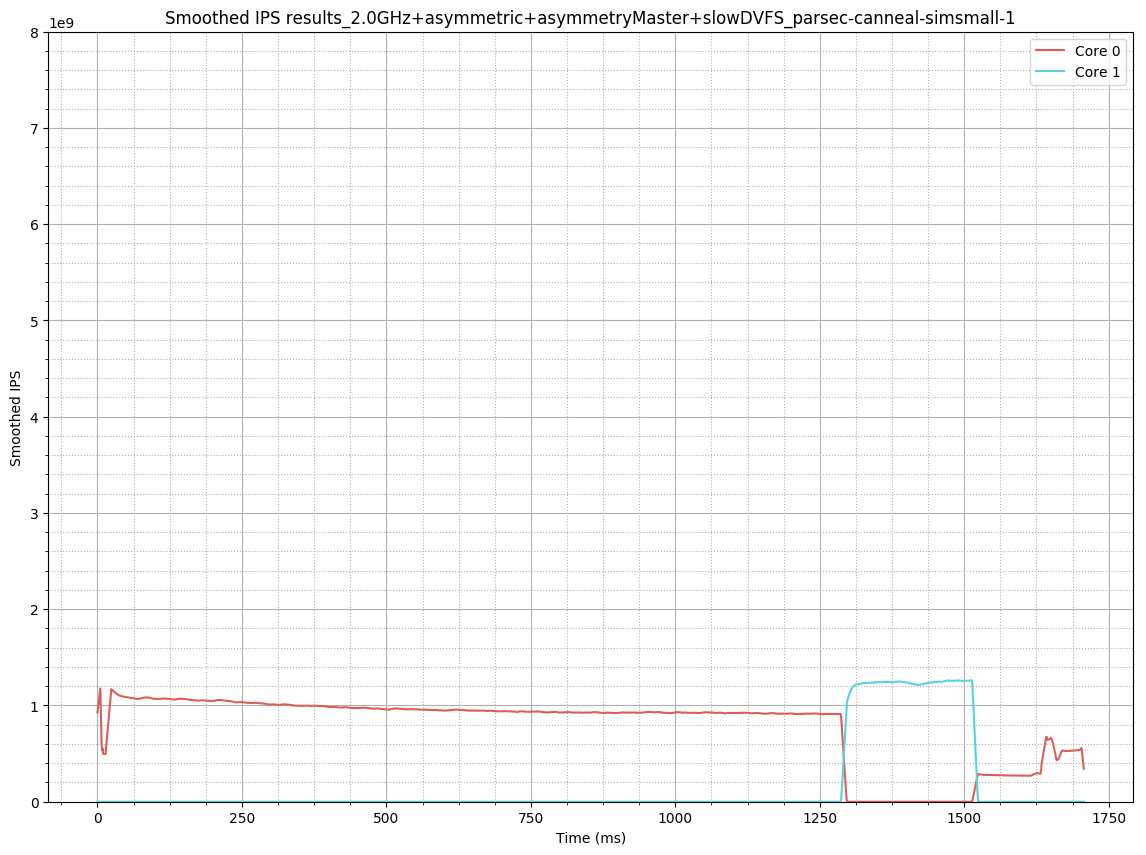 Smoothed IPS results_2.0GHz+asymmetric+asymmetryMaster+slowDVFS_parsec-canneal-simsmall-1
1e9
8
7
6
5
4
3
2
1
0
Smoothed IPS
Core 0
Core 1
0
250
500
750
1000
1250
1500
1750
Time (ms)